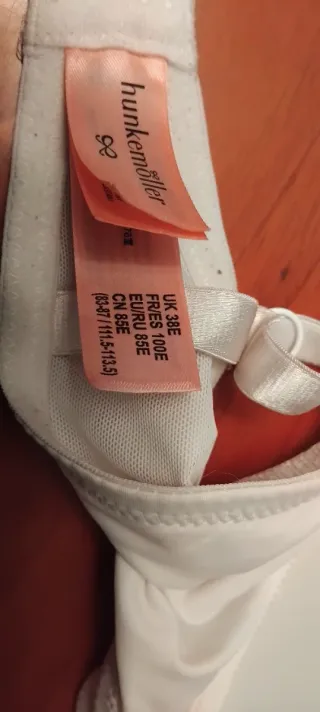 hunkemöller
UK 38E
FR/ES 100E
EU/RU 85E
CN 85E
(83-87 / 111.5-113.5)